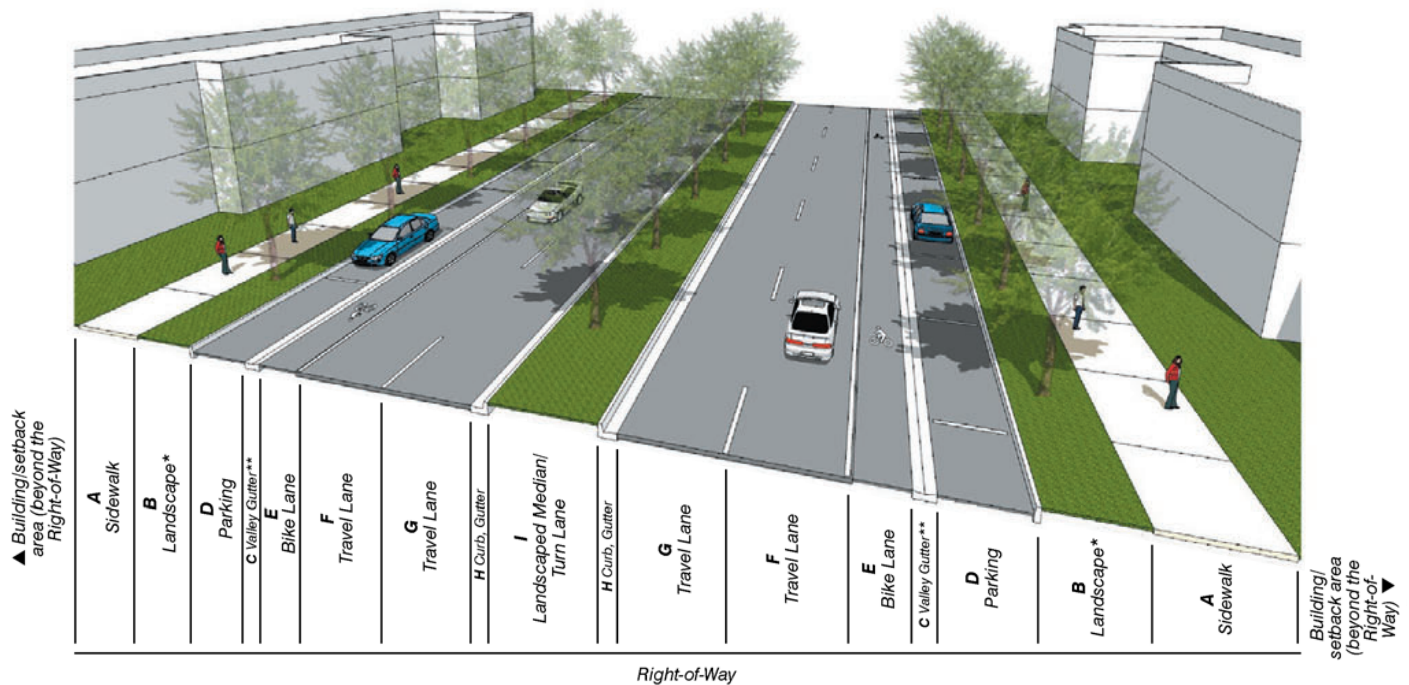 ▲ Building/setback
area (beyond the
Right-of-Way)
A
Sidewalk
B
Landscape*
D
Parking
C Valley Gutter**
E
Bike Lane
F
Travel Lane
G
Travel Lane
H Curb, Gutter
I
Landscaped Median/
Turn Lane
H Curb, Gutter
G
Travel Lane
F
Travel Lane
E
Bike Lane
C Valley Gutter**
D
Parking
B
Landscape*
A
Sidewalk
Building/
setback area
(beyond the
Right-of-
Way) ▼
Right-of-Way